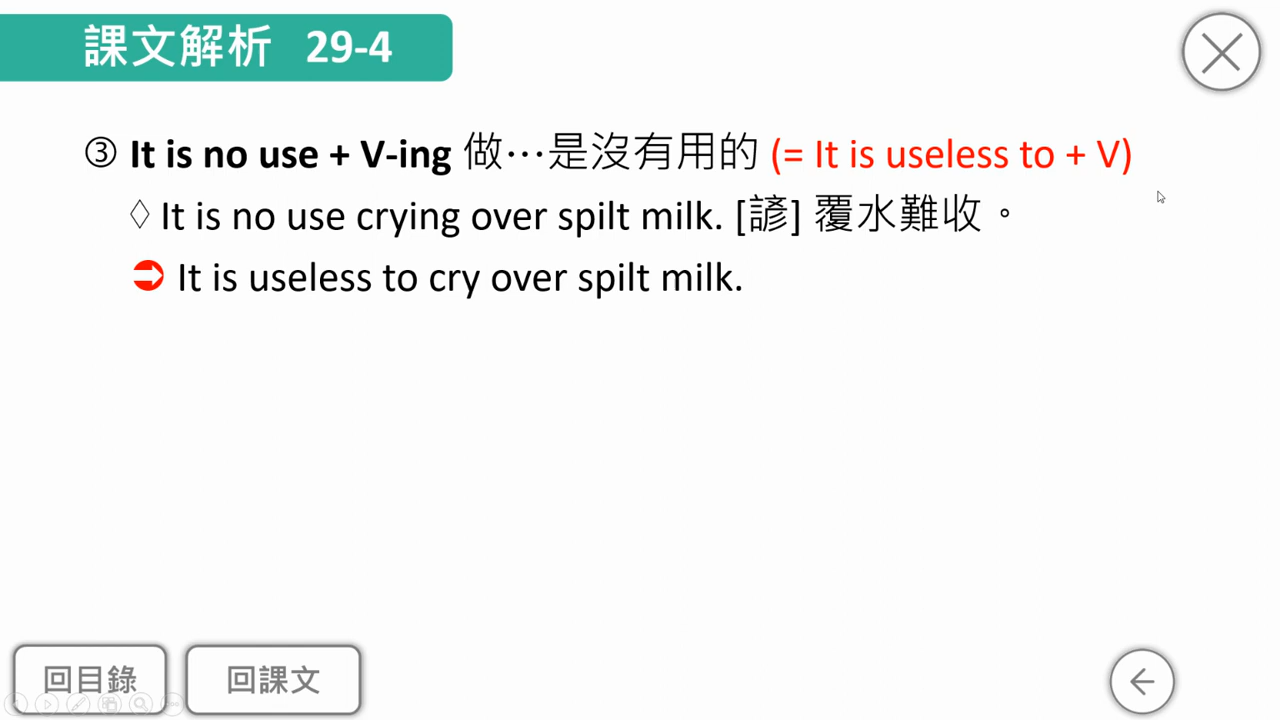 課文解析 29-4
③ It is no use + V-ing 做…是沒有用的 (= It is useless to + V)
◊ It is no use crying over spilt milk. [諺] 覆水難收。
➲ It is useless to cry over spilt milk.
回目錄 回課文